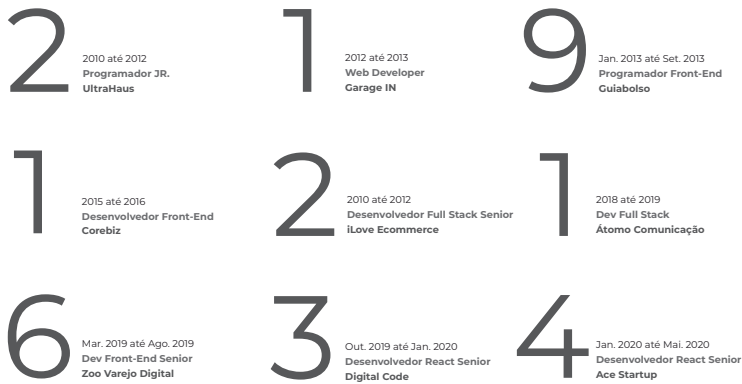 2
2010 até 2012
Programador JR.
UltraHaus
1
2012 até 2013
Web Developer
Garage IN
9
Jan. 2013 até Set. 2013
Programador Front-End
Guiabolso
1
2015 até 2016
Desenvolvedor Front-End
Corebiz
2
2010 até 2012
Desenvolvedor Full Stack Senior
iLove Ecommerce
1
2018 até 2019
Dev Full Stack
Átomo Comunicação
6
Mar. 2019 até Ago. 2019
Dev Front-End Senior
Zoo Varejo Digital
3
Out. 2019 até Jan. 2020
Desenvolvedor React Senior
Digital Code
4
Jan. 2020 até Mai. 2020
Desenvolvedor React Senior
Ace Startup